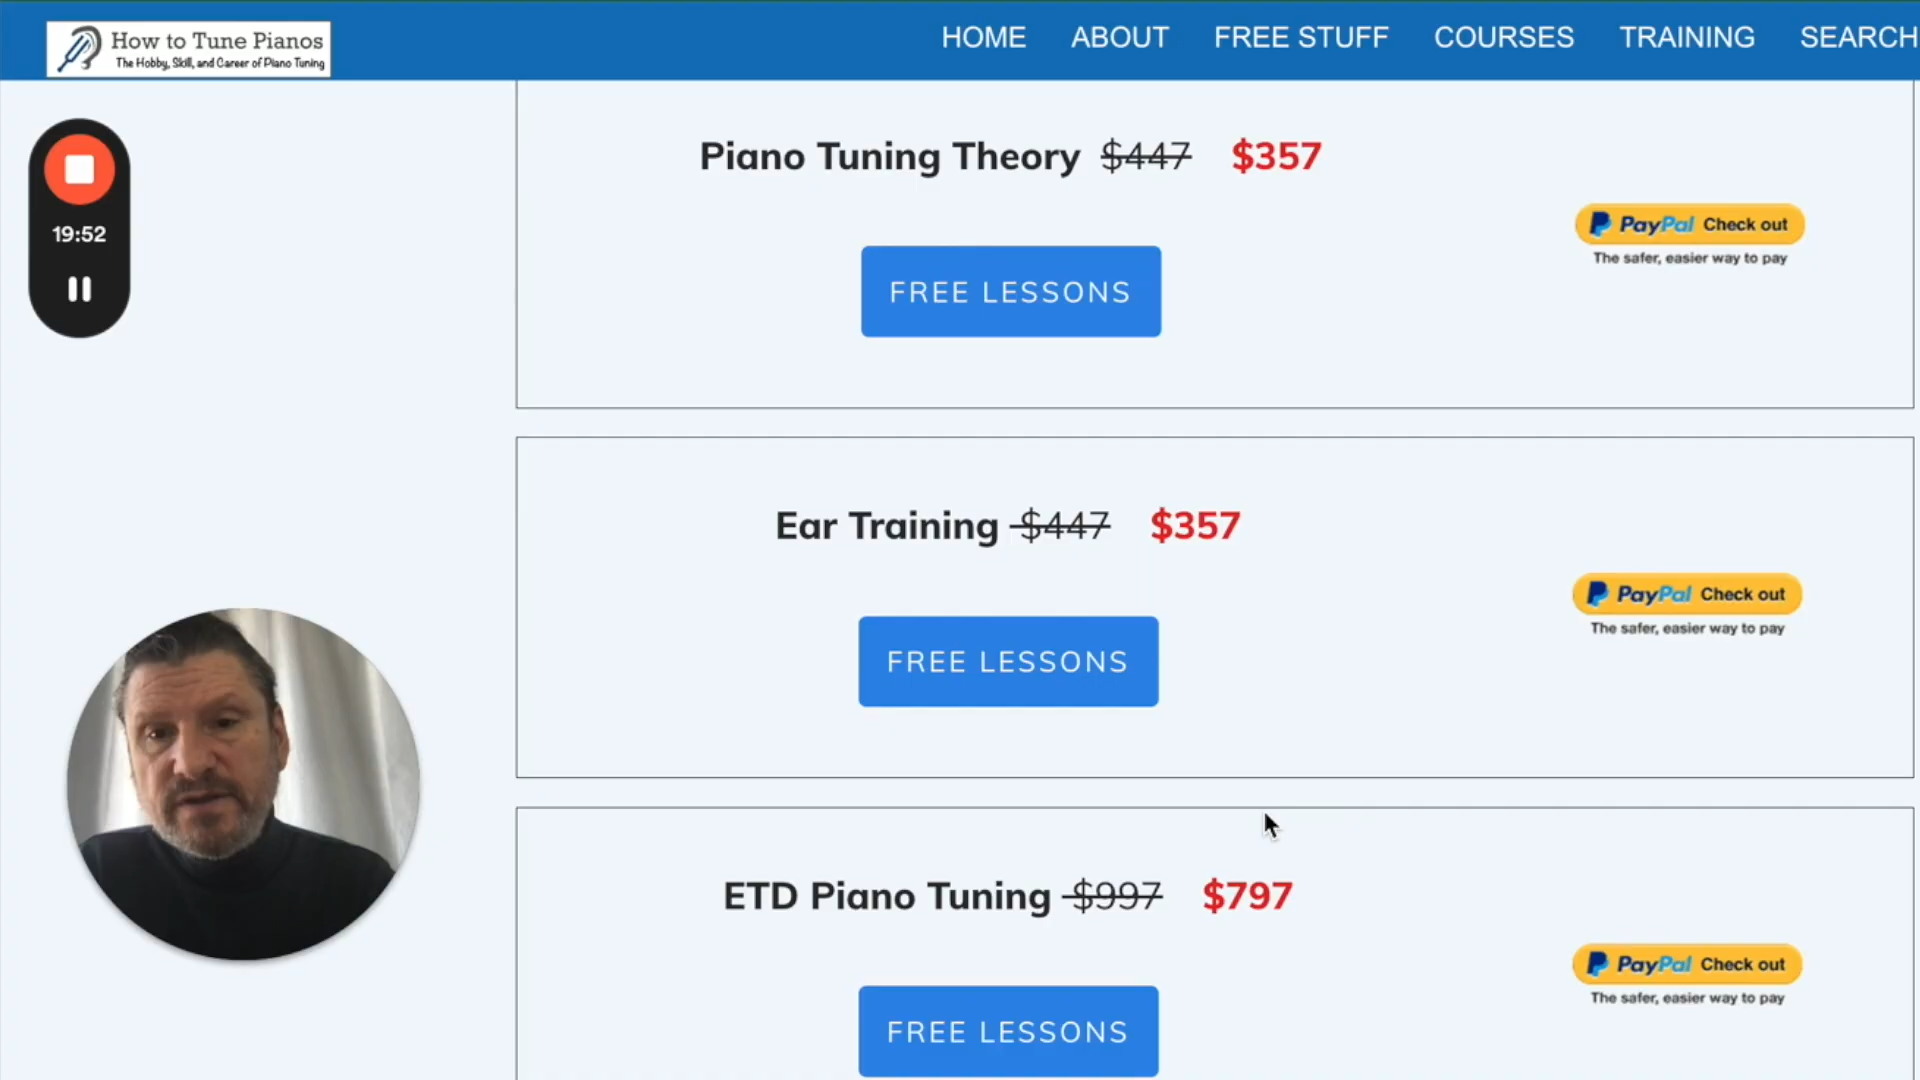 How to Tune Pianos
The Hobby, Skill, and Career of Piano Tuning
HOME ABOUT FREE STUFF COURSES TRAINING SEARCH
19:52
Piano Tuning Theory $447 $357
PayPal Check out
The safer, easier way to pay
FREE LESSONS
Ear Training $447 $357
PayPal Check out
The safer, easier way to pay
FREE LESSONS
ETD Piano Tuning $997 $797
PayPal Check out
The safer, easier way to pay
FREE LESSONS